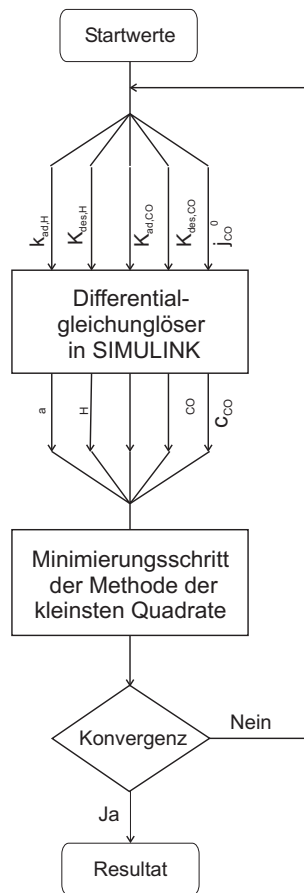 Startwerte
k_ad,H
K_des,H
K_ad,CO
K_des,CO
j_CO^0
Differential-
gleichunglöser
in SIMULINK
a
H
CO
c_CO
Minimierungsschritt
der Methode der
kleinsten Quadrate
Konvergenz
Nein
Ja
Resultat